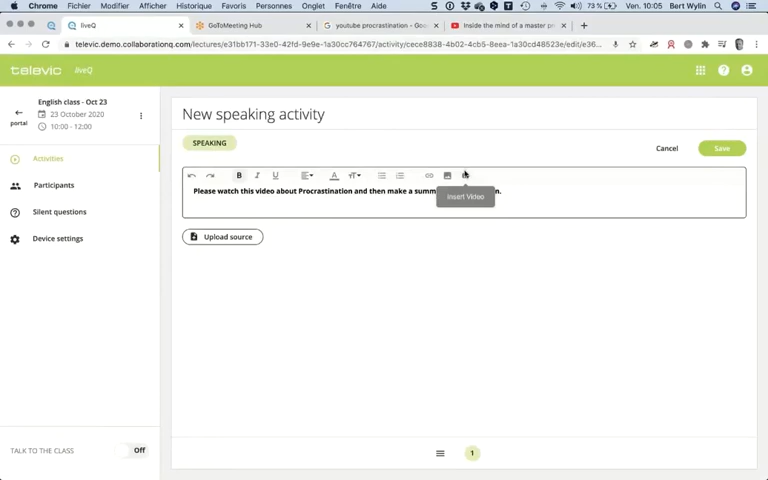 Chrome Fichier Modifier Afficher Historique Favoris Personnes Onglet Fenêtre Aide 73 % Ven. 10:05 Bert Wylin
liveQ GoToMeeting Hub youtube procrastination - Goo Inside the mind of a master p
televic.demo.collaborationq.com/lectures/e31bb171-33e0-42fd-9e9e-1a30cc764767/activity/cece8838-4b02-4cb5-8eea-1a30cd48523e/edit/e36...
televic liveQ
English class - Oct 23
23 October 2020
10:00 - 12:00
portal
Activities
Participants
Silent questions
Device settings
TALK TO THE CLASS Off
New speaking activity
SPEAKING
Cancel Save
B I U A
Please watch this video about Procrastination and then make a summ n.
Insert Video
Upload source
1